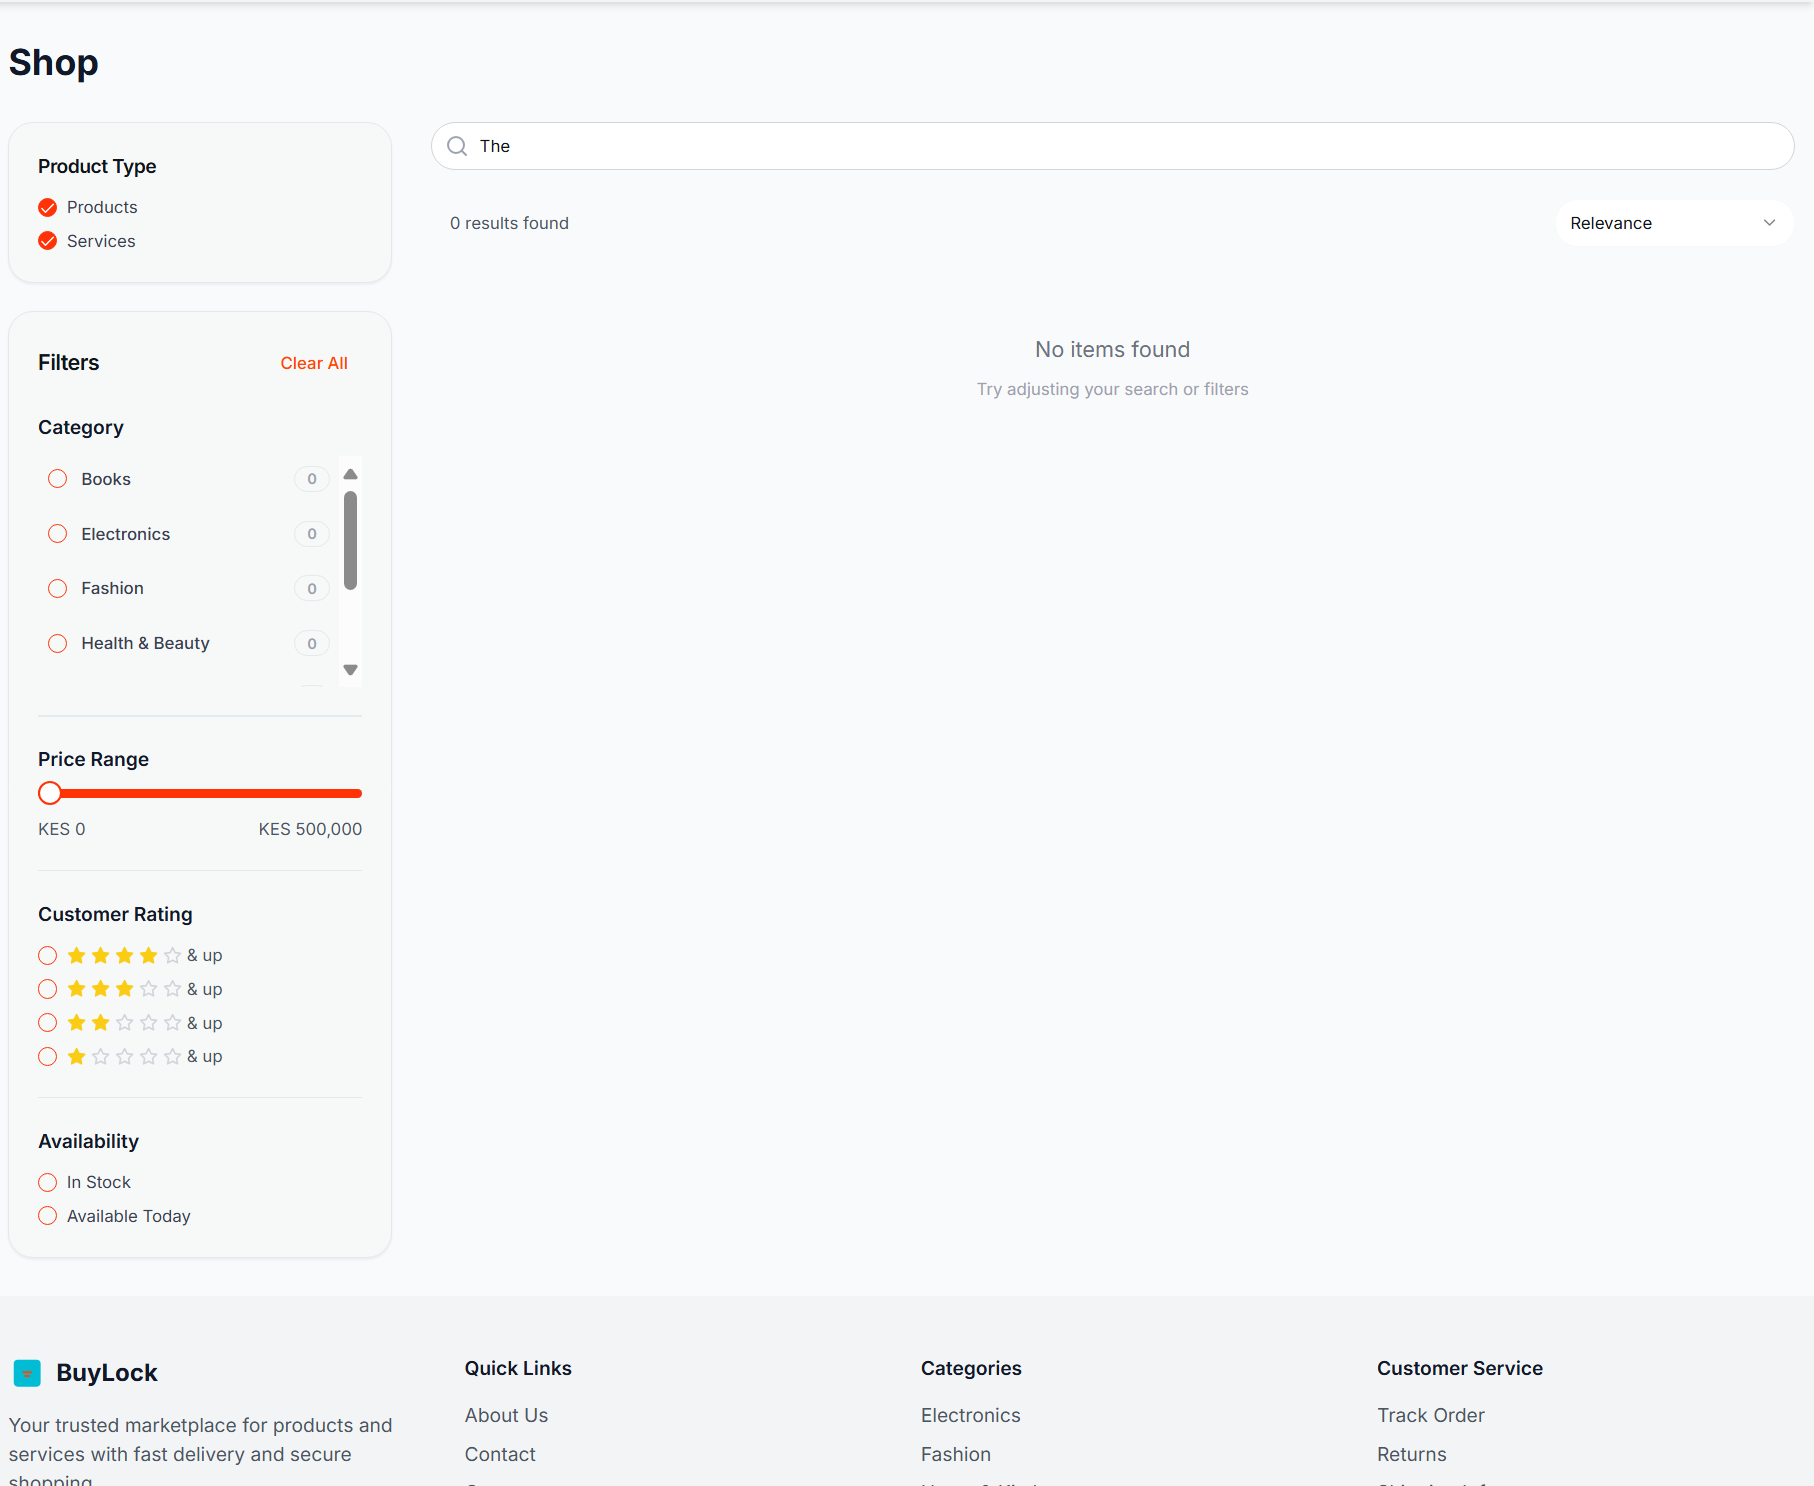 Shop
Product Type
Products
Services
Filters
Clear All
Category
Books 0
Electronics 0
Fashion 0
Health & Beauty 0
Price Range
KES 0 KES 500,000
Customer Rating
& up
& up
& up
& up
Availability
In Stock
Available Today
The
0 results found
Relevance
No items found
Try adjusting your search or filters
BuyLock
Your trusted marketplace for products and
services with fast delivery and secure
shopping
Quick Links
About Us
Contact
Categories
Electronics
Fashion
Customer Service
Track Order
Returns